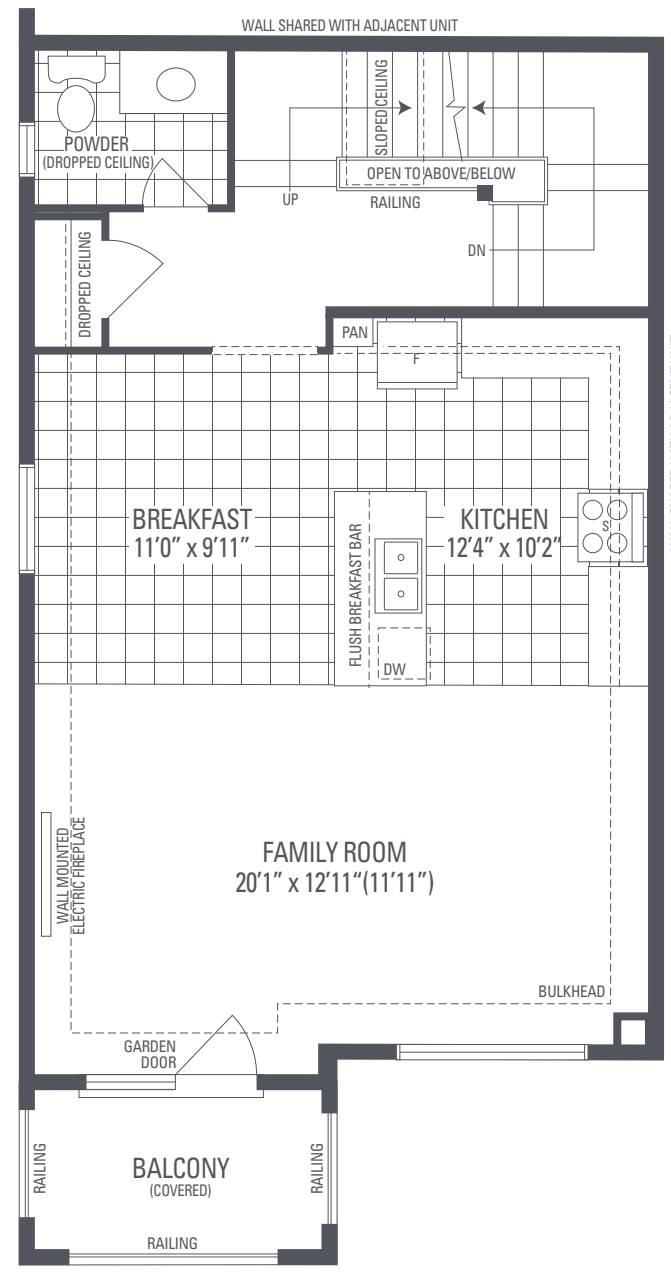 WALL SHARED WITH ADJACENT UNIT
POWDER
(DROPPED CEILING)
SLOPED CEILING
OPEN TO ABOVE/BELOW
UP
RAILING
DN
DROPPED CEILING
PAN
F
BREAKFAST
11'0" x 9'11"
FLUSH BREAKFAST BAR
KITCHEN
12'4" x 10'2"
S
DW
WALL MOUNTED
ELECTRIC FIREPLACE
FAMILY ROOM
20'1" x 12'11“(11'11”)
BULKHEAD
GARDEN
DOOR
RAILING
BALCONY
(COVERED)
RAILING
RAILING